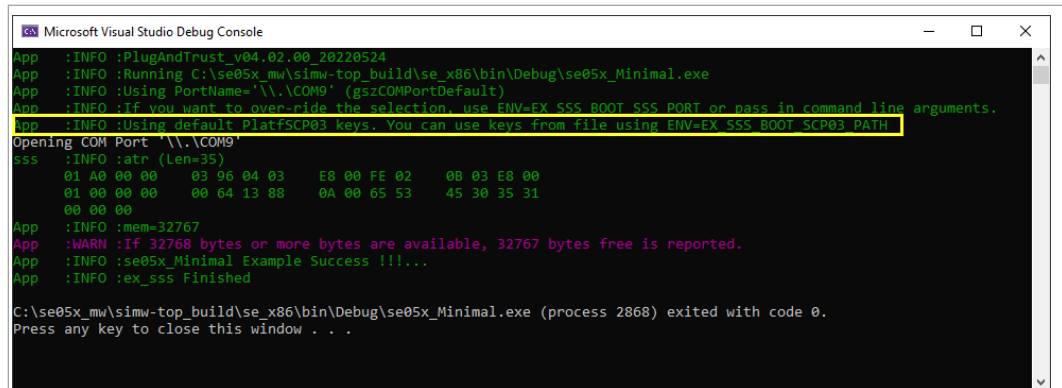 Microsoft Visual Studio Debug Console
App :INFO :PlugAndTrust_v04.02.00_20220524
App :INFO :Running C:\se05x_mw\simw-top_build\se_x86\bin\Debug\se05x_Minimal.exe
App :INFO :Using PortName='\\.\COM9' (gszCOMPortDefault)
App :INFO :If you want to over-ride the selection, use ENV=EX_SSS_BOOT_SSS_PORT or pass in command line arguments.
App :INFO :Using default PlatfSCP03 keys. You can use keys from file using ENV=EX_SSS_BOOT_SCP03_PATH
Opening COM Port '\\.\COM9'
sss :INFO :atr (Len=35)
01 A0 00 00 03 96 04 03 E8 00 FE 02 0B 03 E8 00
01 00 00 00 00 64 13 88 0A 00 65 53 45 30 35 31
00 00 00
App :INFO :mem=32767
App :WARN :If 32768 bytes or more bytes are available, 32767 bytes free is reported.
App :INFO :se05x_Minimal Example Success !!!...
App :INFO :ex_sss Finished
C:\se05x_mw\simw-top_build\se_x86\bin\Debug\se05x_Minimal.exe (process 2868) exited with code 0.
Press any key to close this window . . .